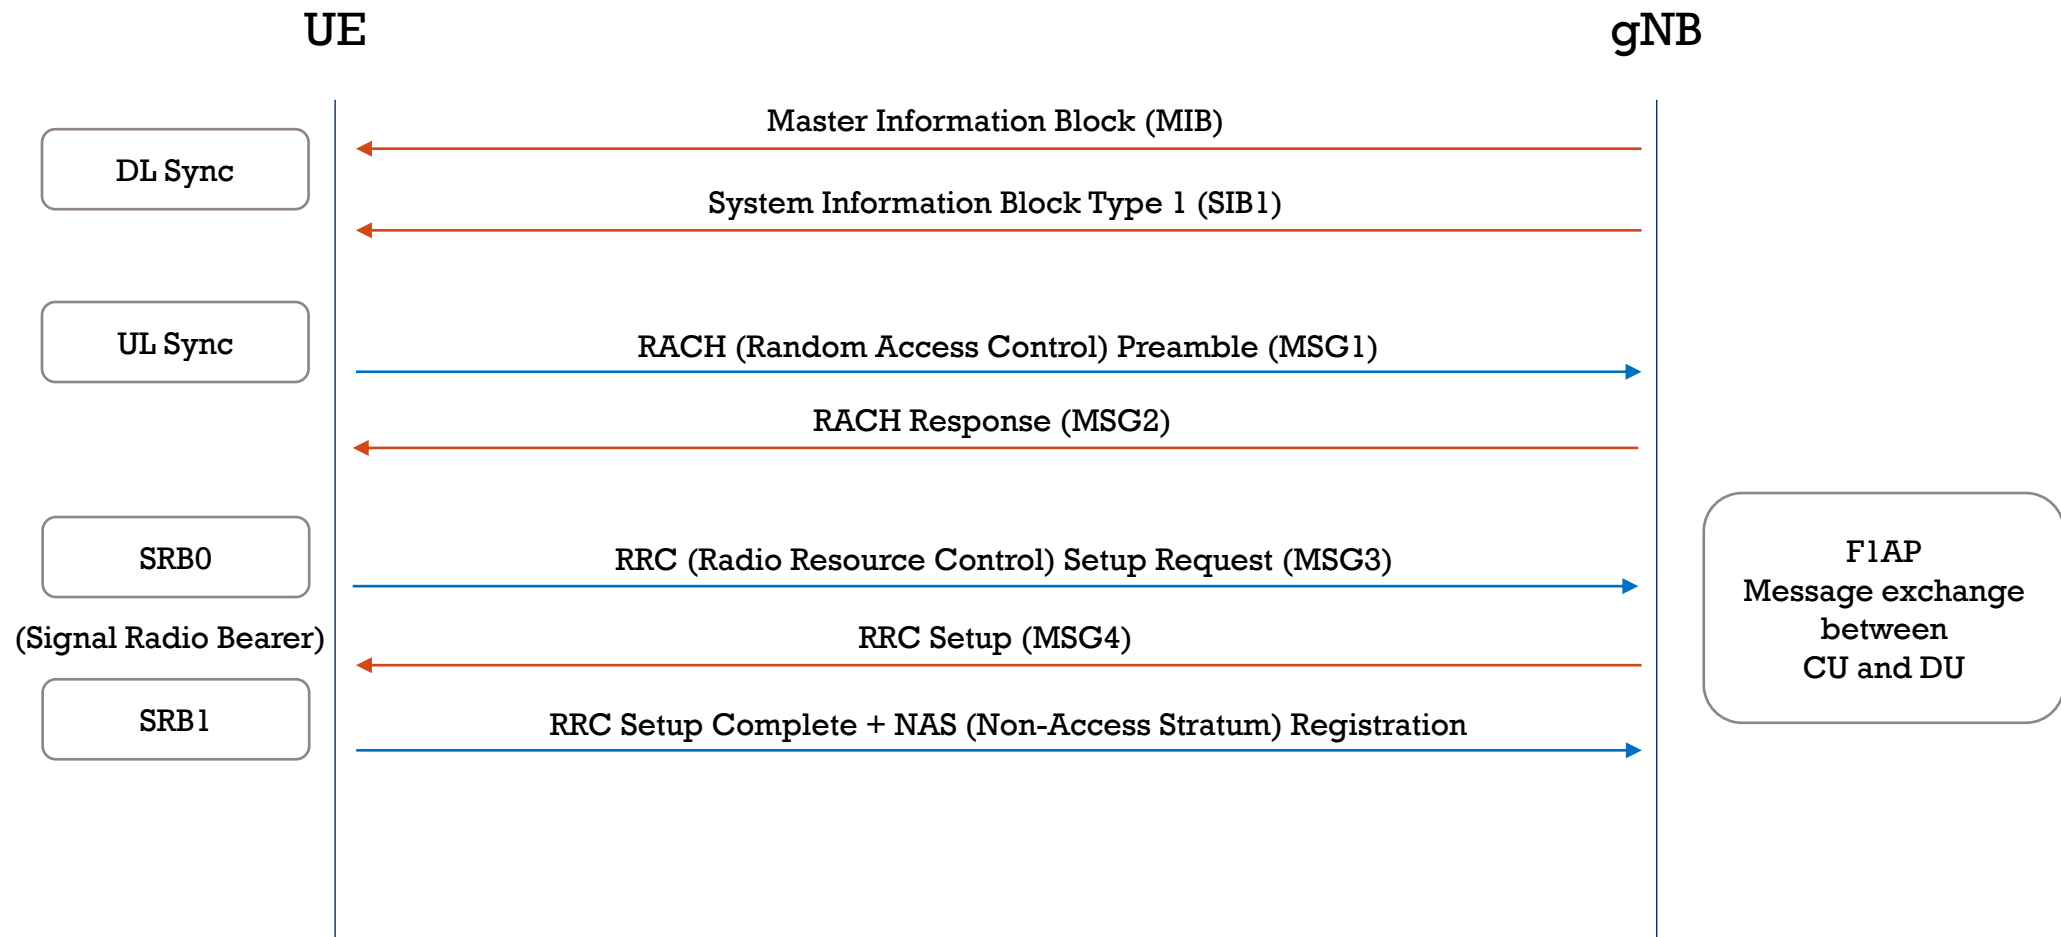 UE
gNB
Master Information Block (MIB)
DL Sync
System Information Block Type 1 (SIB1)
UL Sync
RACH (Random Access Control) Preamble (MSG1)
RACH Response (MSG2)
SRB0
RRC (Radio Resource Control) Setup Request (MSG3)
F1AP
Message exchange
between
CU and DU
(Signal Radio Bearer)
RRC Setup (MSG4)
SRB1
RRC Setup Complete + NAS (Non-Access Stratum) Registration